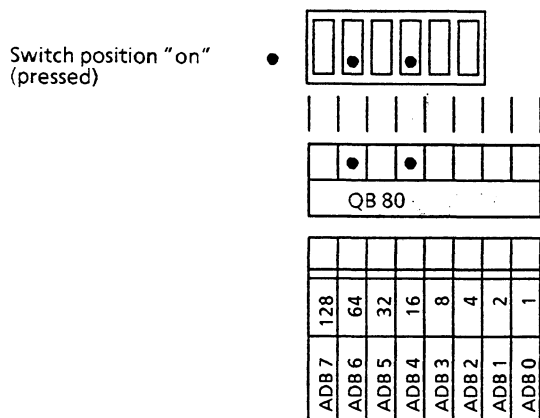 Switch position "on"
(pressed)
QB 80
128 64 32 16 8 4 2 1
ADB 7 ADB 6 ADB 5 ADB 4 ADB 3 ADB 2 ADB 1 ADB 0